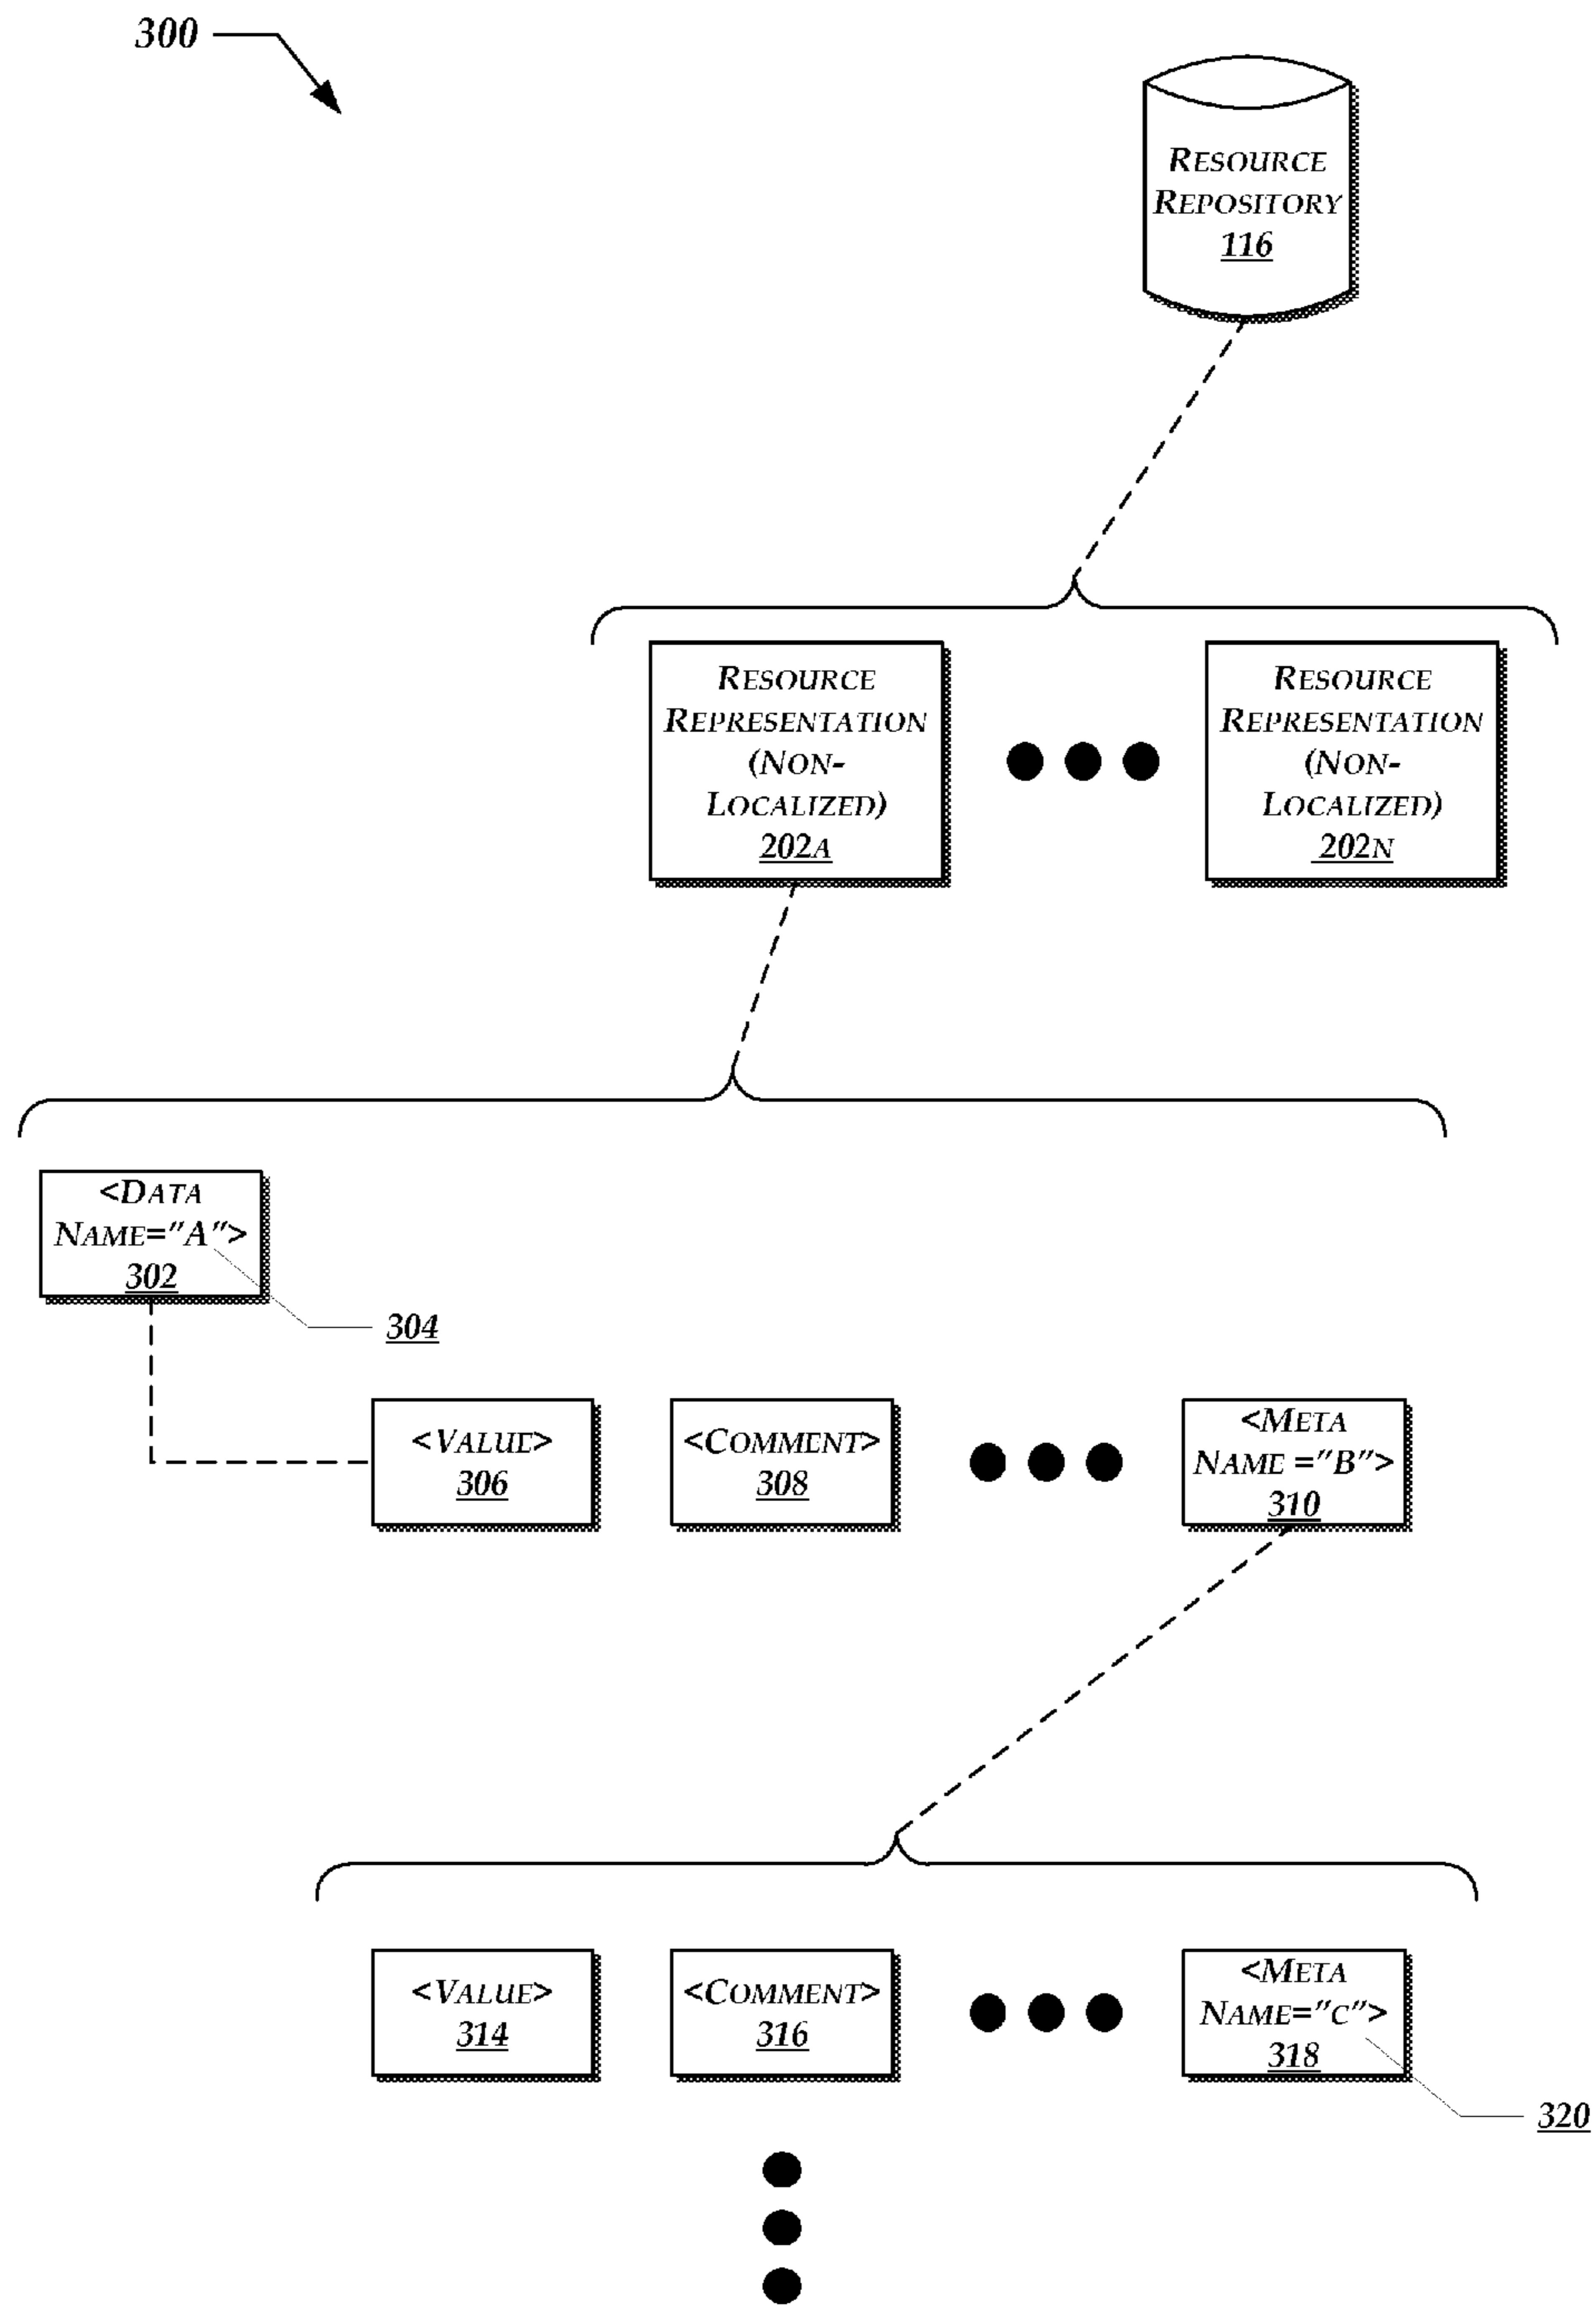 300
RESOURCE
REPOSITORY
116
RESOURCE
REPRESENTATION
(NON-
LOCALIZED)
202A
RESOURCE
REPRESENTATION
(NON-
LOCALIZED)
202N
<DATA
NAME="A">
302
304
<VALUE>
306
<COMMENT>
308
<META
NAME ="B">
310
<VALUE>
314
<COMMENT>
316
<META
NAME="C">
318
320